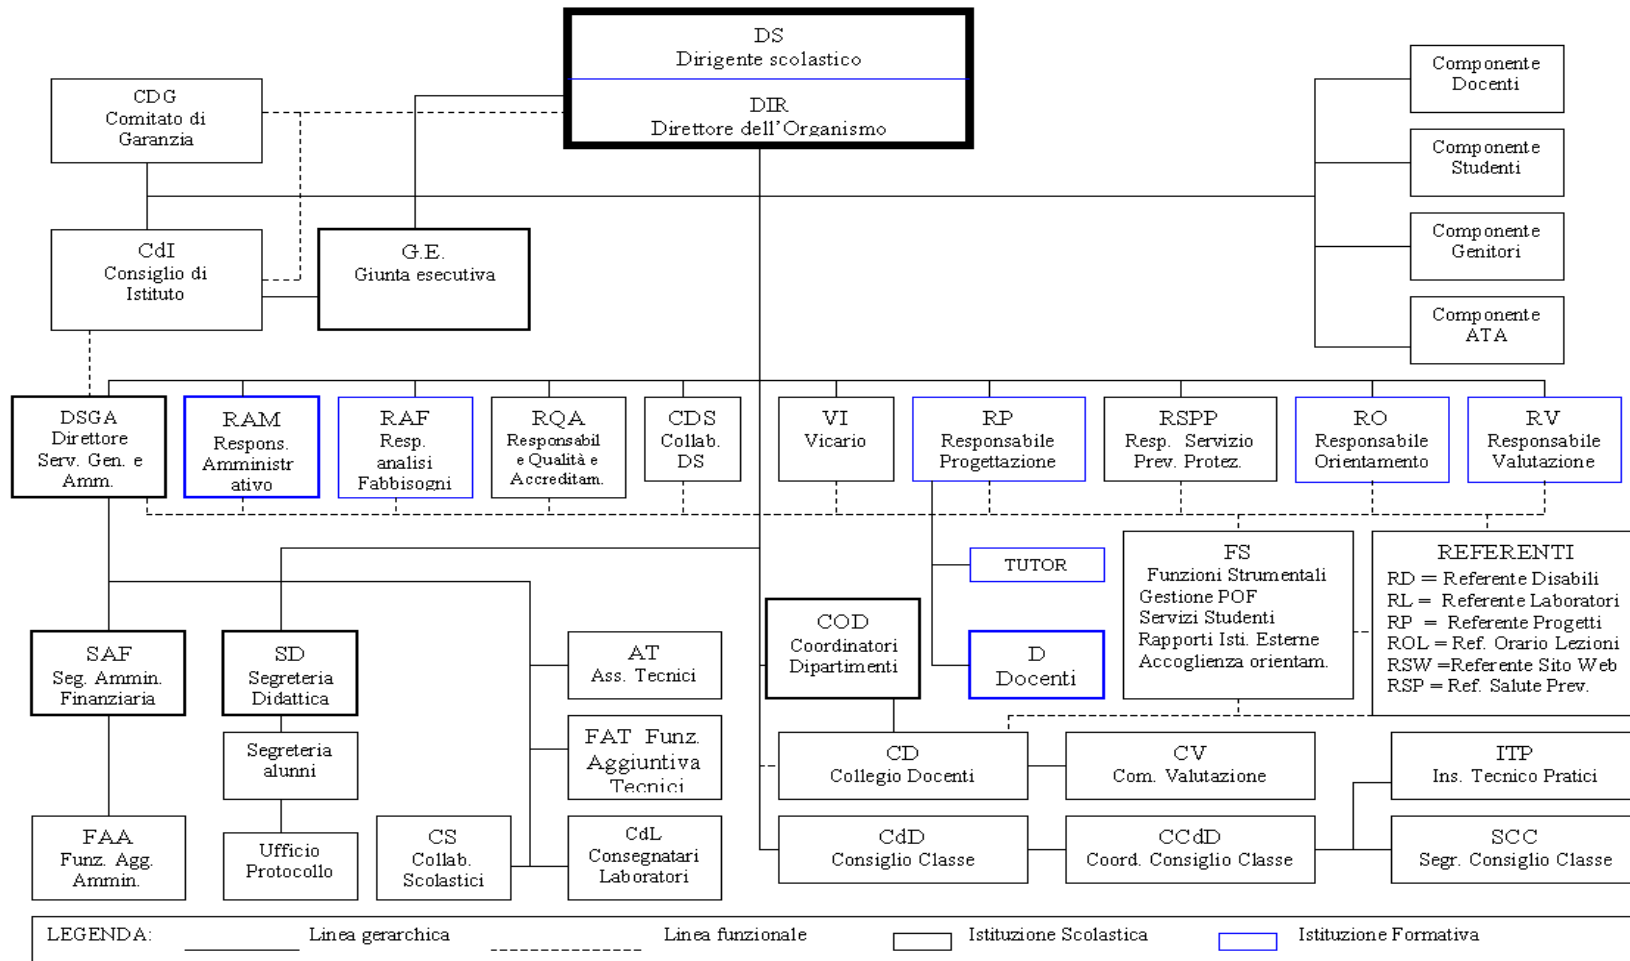 DS
Dirigente scolastico
DIR
Direttore dell'Organismo
CDG
Comitato di
Garanzia
Componente
Docenti
Componente
Studenti
Componente
Genitori
Componente
ATA
CdI
Consiglio di
Istituto
G.E.
Giunta esecutiva
DSGA
Direttore
Serv. Gen. e
Amm.
RAM
Respons.
Amministr
ativo
RAF
Resp.
analisi
Fabbisogni
RQA
Responsabil
e Qualità e
Accreditam.
CDS
Collab.
DS
VI
Vicario
RP
Responsabile
Progettazione
RSPP
Resp. Servizio
Prev. Protez.
RO
Responsabile
Orientamento
RV
Responsabile
Valutazione
TUTOR
FS
Funzioni Strumentali
Gestione POF
Servizi Studenti
Rapporti Isti. Esterne
Accoglienza orientam.
REFERENTI
RD = Referente Disabili
RL = Referente Laboratori
RP = Referente Progetti
ROL = Ref. Orario Lezioni
RSW =Referente Sito Web
RSP = Ref. Salute Prev.
SAF
Seg. Ammin.
Finanziaria
SD
Segreteria
Didattica
AT
Ass. Tecnici
COD
Coordinatori
Dipartimenti
D
Docenti
Segreteria
alunni
FAT Funz.
Aggiuntiva
Tecnici
CD
Collegio Docenti
CV
Com. Valutazione
ITP
Ins. Tecnico Pratici
FAA
Funz. Agg.
Ammin.
Ufficio
Protocollo
CS
Collab.
Scolastici
CdL
Consegnatari
Laboratori
CdD
Consiglio Classe
CCdD
Coord. Consiglio Classe
SCC
Segr. Consiglio Classe
LEGENDA: Linea gerarchica Linea funzionale Istituzione Scolastica Istituzione Formativa